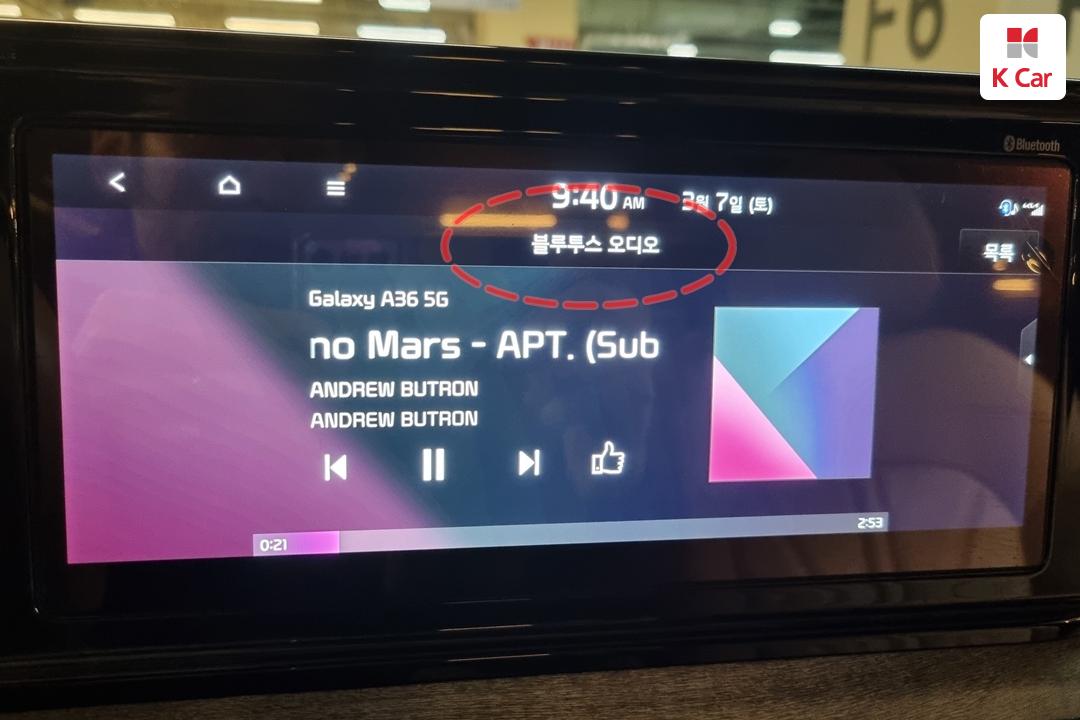 F6
K Car
Bluetooth
9:40 AM 3월 7일 (토)
블루투스 오디오
목록
Galaxy A36 5G
no Mars - APT. (Sub
ANDREW BUTRON
ANDREW BUTRON
0:21
2:53